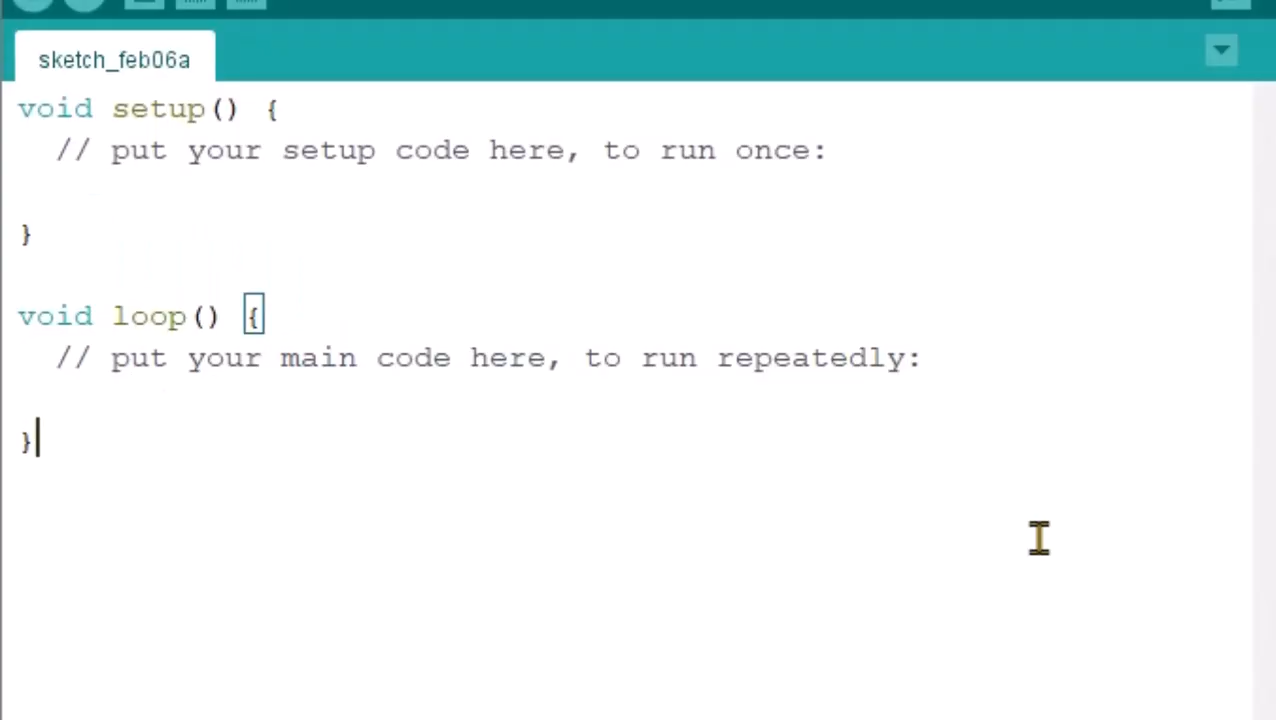 sketch_feb06a
void setup() {
// put your setup code here, to run once:
}
void loop() {
// put your main code here, to run repeatedly:
}